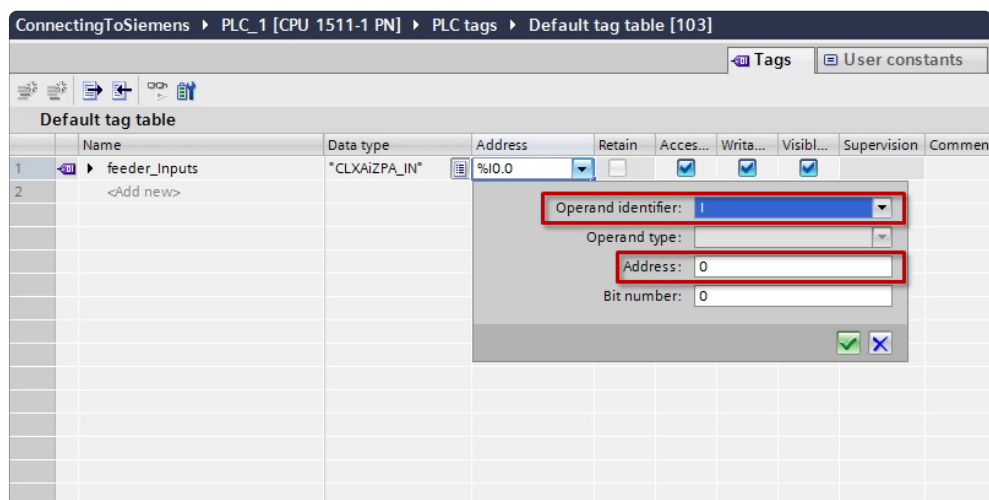 ConnectingToSiemens ▸ PLC_1 [CPU 1511-1 PN] ▸ PLC tags ▸ Default tag table [103]
Tags User constants
Default tag table
Name Data type Address Retain Acces... Writa... Visibl... Supervision Commen
1 feeder_Inputs "CLXAiZPA_IN" %I0.0
2 <Add new>
Operand identifier: I
Operand type:
Address: 0
Bit number: 0